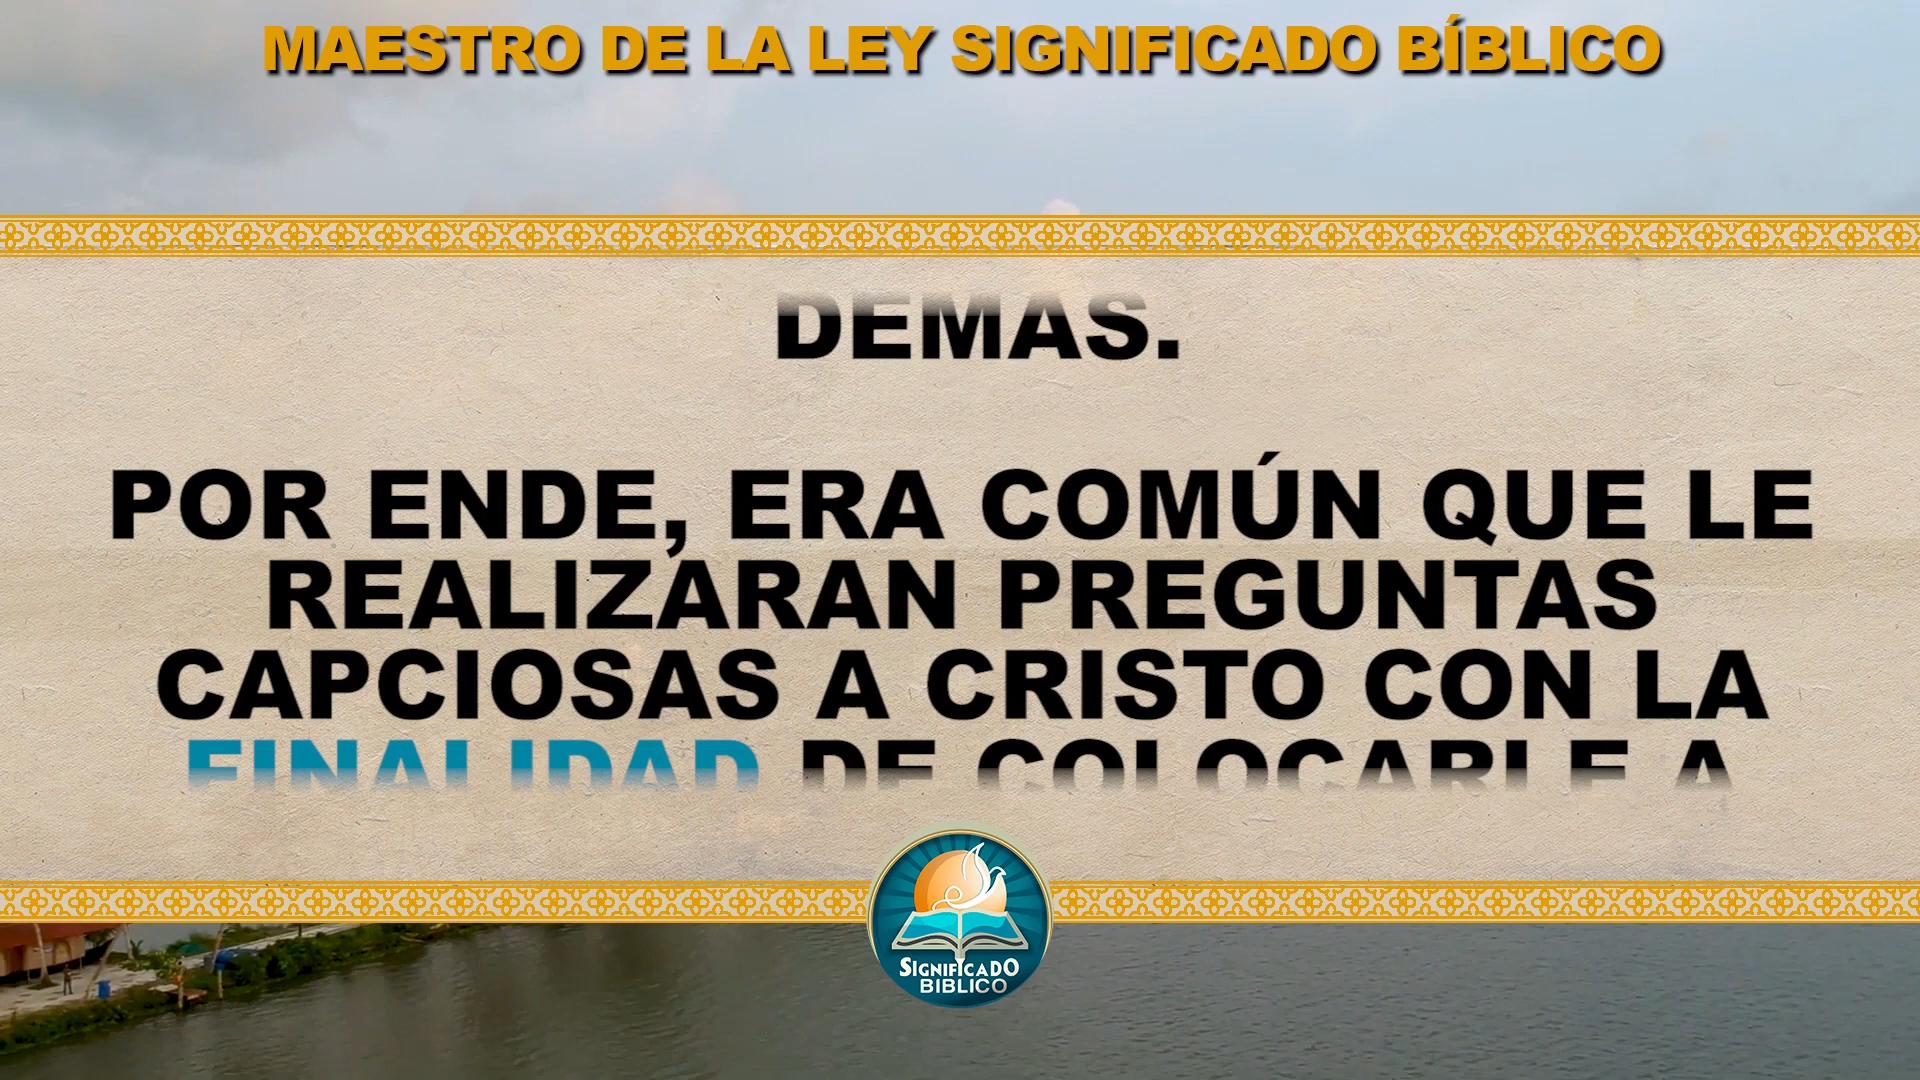 MAESTRO DE LA LEY SIGNIFICADO BÍBLICO
DEMÁS.
POR ENDE, ERA COMÚN QUE LE
REALIZARAN PREGUNTAS
CAPCIOSAS A CRISTO CON LA
FINALIDAD DE COLOCARLE A
SIGNIFICADO
BIBLICO